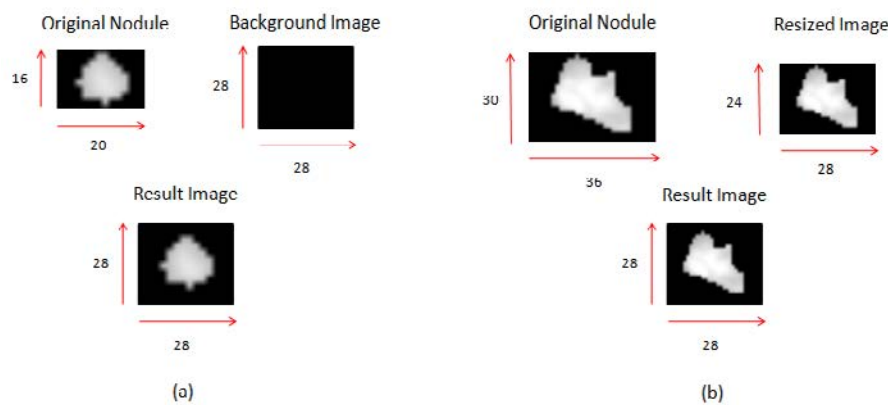 Original Nodule
Background Image
16
20
28
28
Result Image
28
28
(a)
Original Nodule
Resized Image
30
36
24
28
Result Image
28
28
(b)